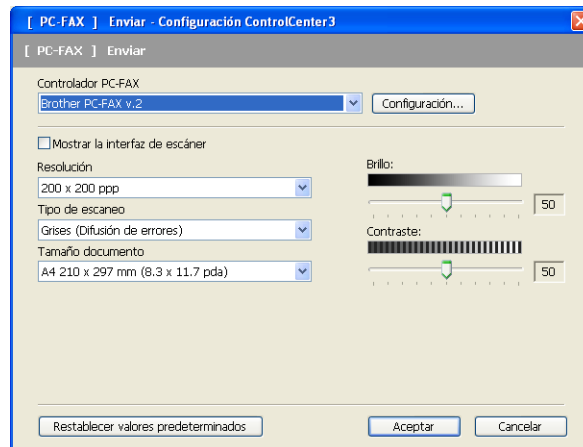 [ PC-FAX ] Enviar - Configuración ControlCenter3
[ PC-FAX ] Enviar
Controlador PC-FAX
Brother PC-FAX v.2
Configuración...
Mostrar la interfaz de escáner
Resolución
200 x 200 ppp
Tipo de escaneo
Grises (Difusión de errores)
Tamaño documento
A4 210 x 297 mm (8.3 x 11.7 pda)
Brillo:
50
Contraste:
50
Restablecer valores predeterminados
Aceptar
Cancelar